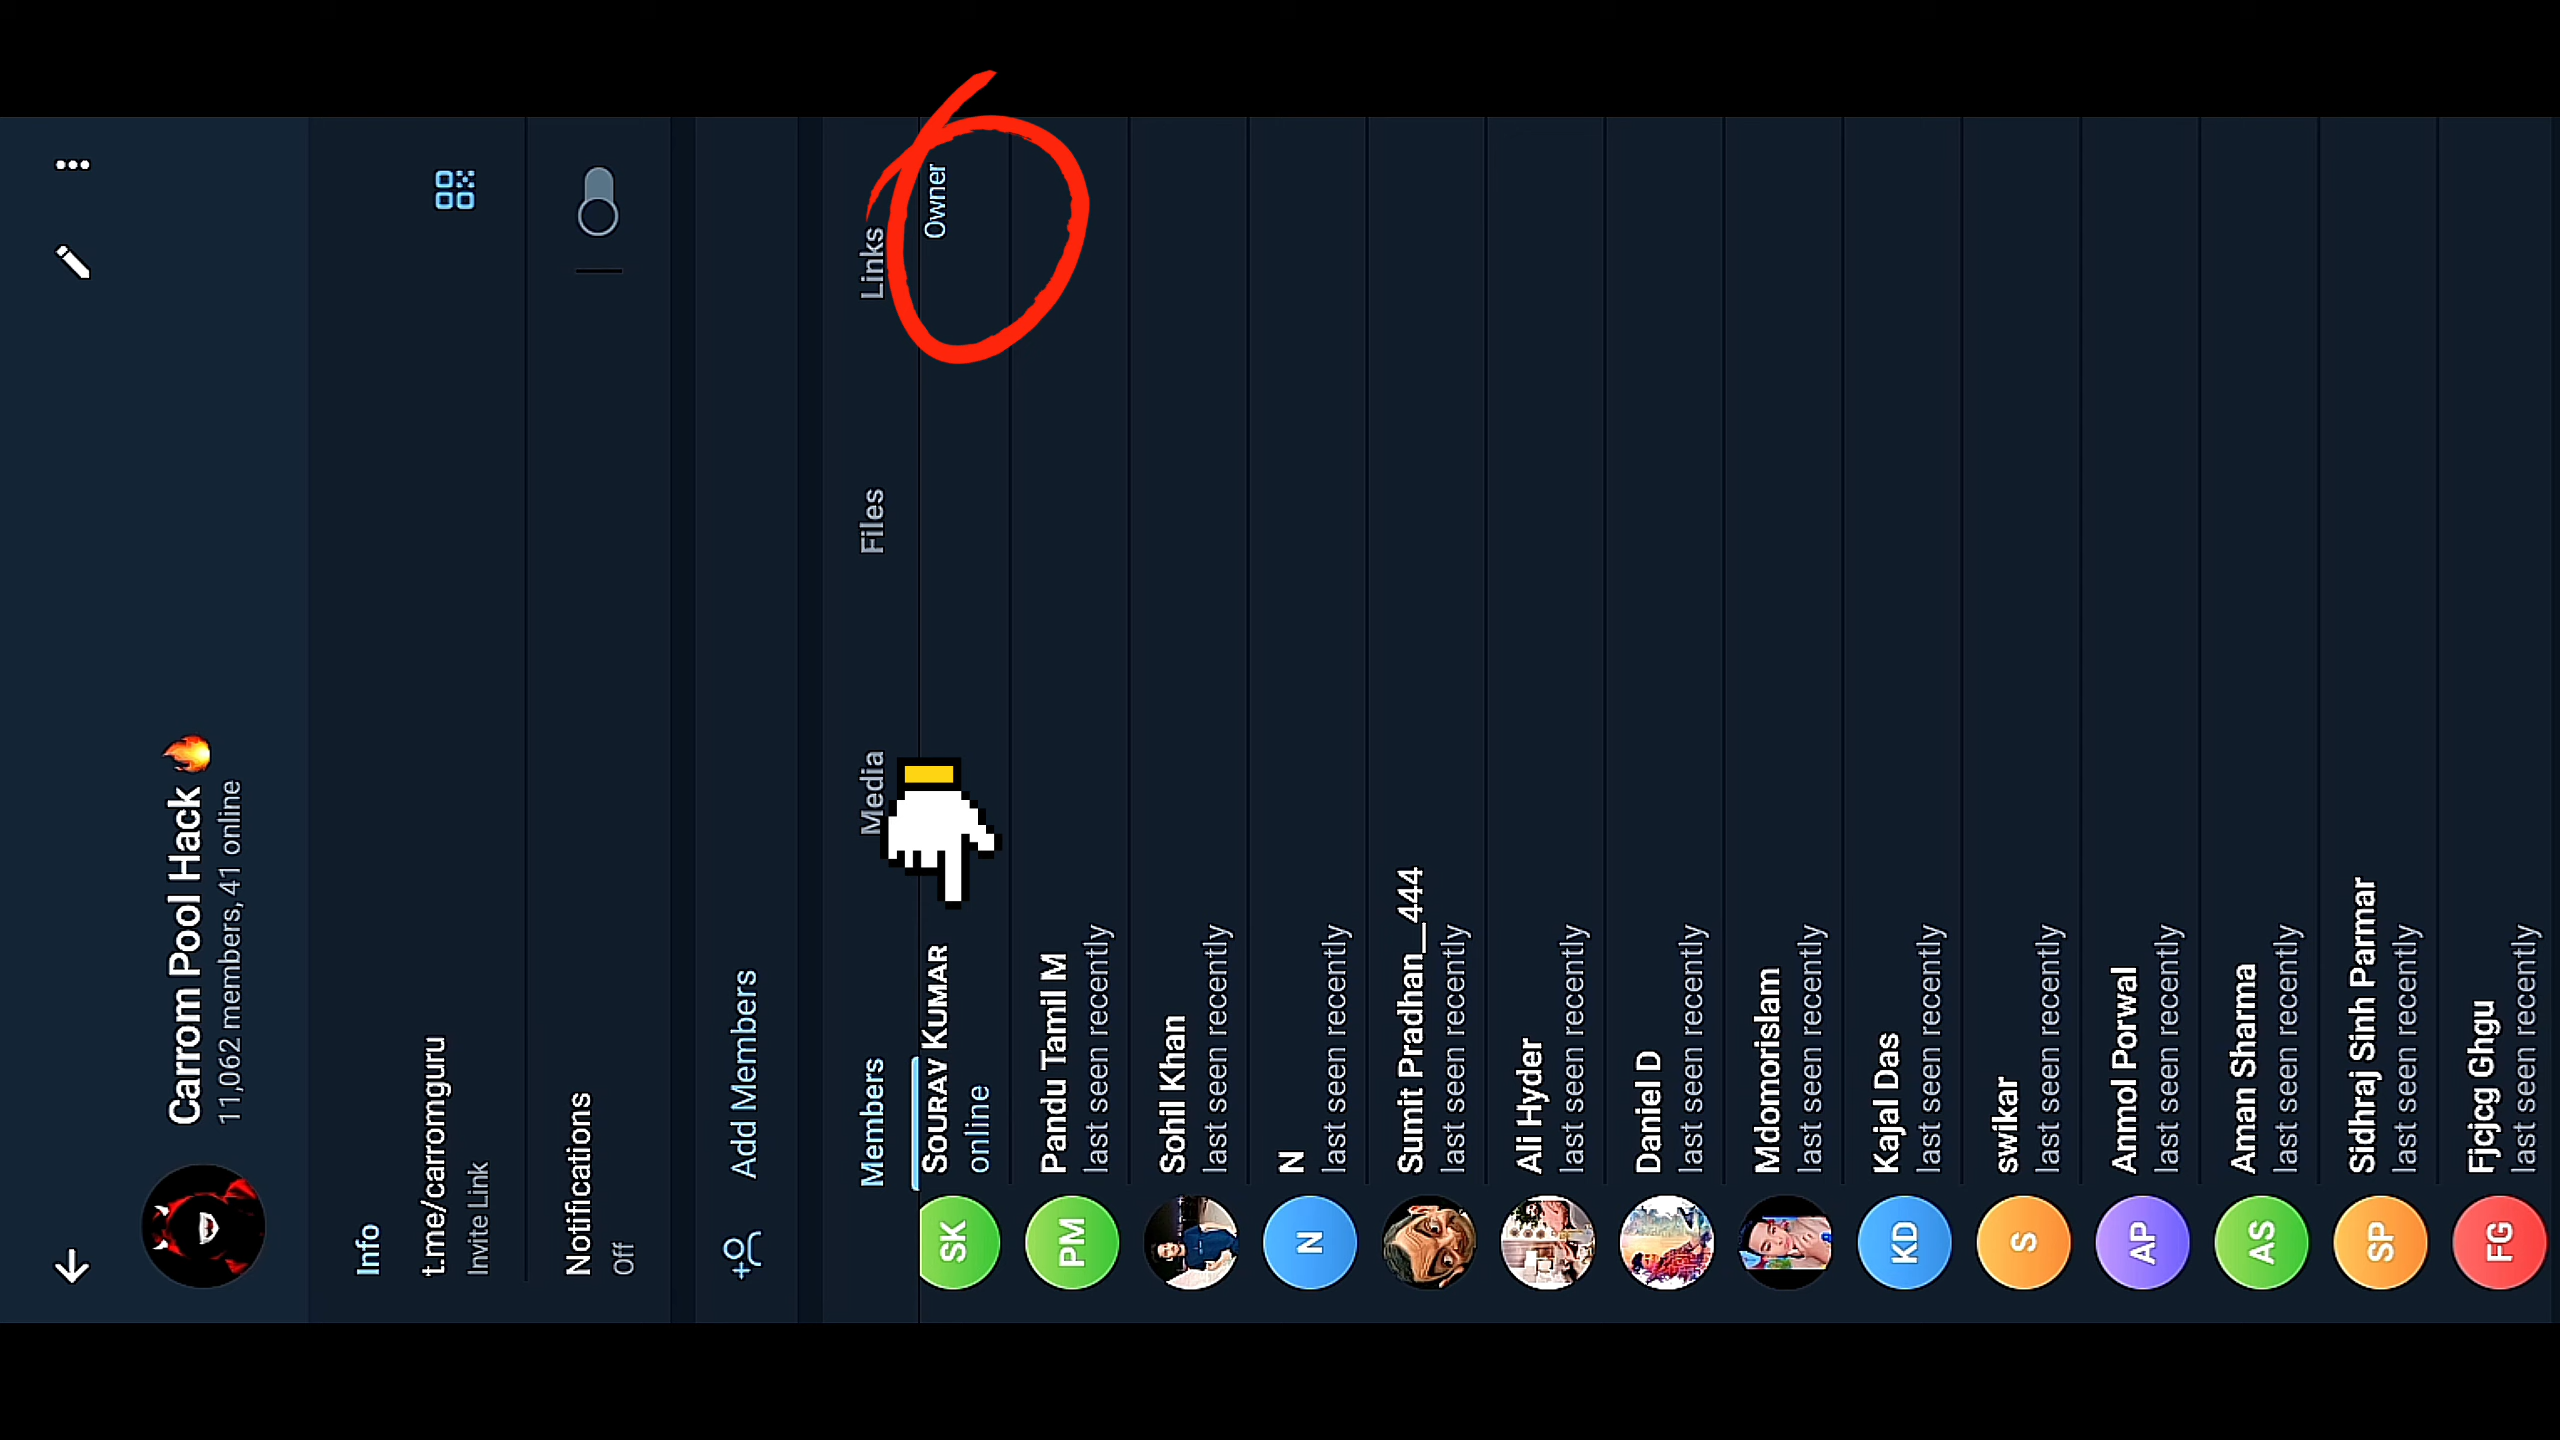 Carrom Pool Hack 🔥
11,062 members, 41 online
Info
t.me/carromguru
Invite Link
Notifications
Off
Add Members
Members Media Files Links
SK Sourav Kumar Owner
online
PM Pandu Tamil M
last seen recently
Sohil Khan
last seen recently
N N
last seen recently
Sumit Pradhan__444
last seen recently
Ali Hyder
last seen recently
Daniel D
last seen recently
Mdomorislam
last seen recently
KD Kajal Das
last seen recently
S swikar
last seen recently
AP Anmol Porwal
last seen recently
AS Aman Sharma
last seen recently
SP Sidhraj Sinh Parmar
last seen recently
FG Fjcjcg Ghgu
last seen recently